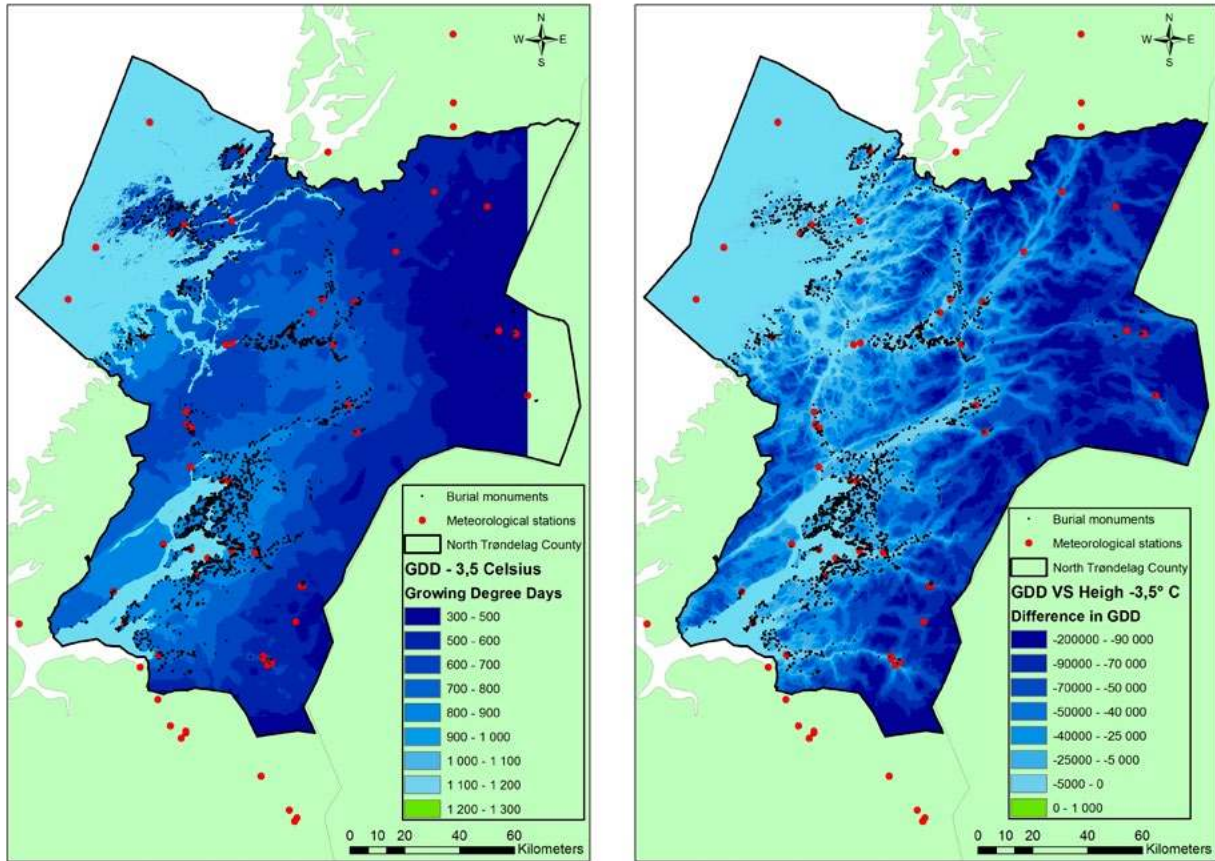 N
W E
S
Burial monuments
Meteorological stations
North Trøndelag County
GDD - 3,5 Celsius
Growing Degree Days
300 - 500
500 - 600
600 - 700
700 - 800
800 - 900
900 - 1 000
1 000 - 1 100
1 100 - 1 200
1 200 - 1 300
0 10 20 40 60
Kilometers
N
W E
S
Burial monuments
Meteorological stations
North Trøndelag County
GDD VS Heigh -3,5º C
Difference in GDD
-200000 - -90 000
-90000 - -70 000
-70000 - -50 000
-50000 - -40 000
-40000 - -25 000
-25000 - -5 000
-5000 - 0
0 - 1 000
0 10 20 40 60
Kilometers